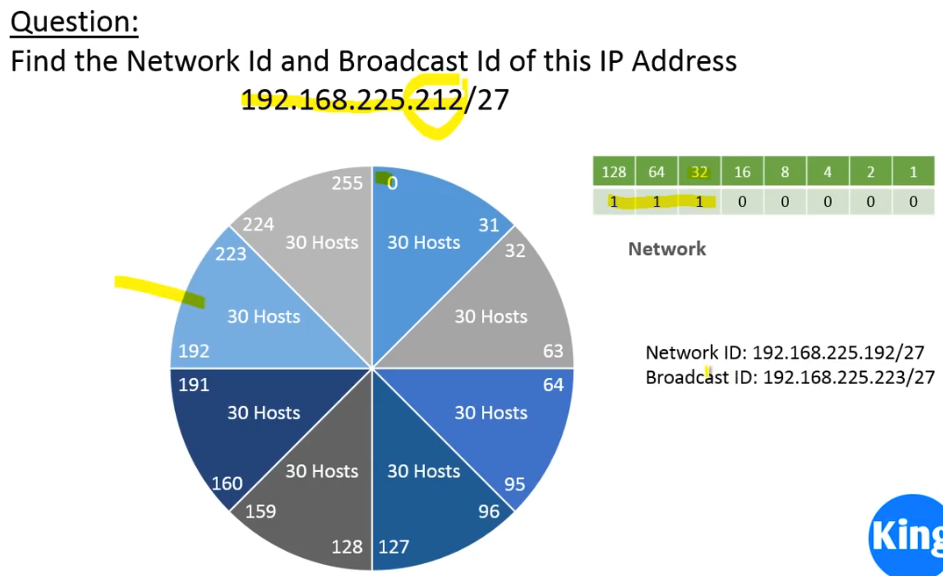 Question:
Find the Network Id and Broadcast Id of this IP Address
192.168.225.212/27
128 64 32 16 8 4 2 1
1 1 1 0 0 0 0 0
Network
255 0
224 31
30 Hosts 30 Hosts
223 32
30 Hosts 30 Hosts
192 63
191 64
30 Hosts 30 Hosts
160 95
30 Hosts 30 Hosts
159 96
128 127
Network ID: 192.168.225.192/27
Broadcast ID: 192.168.225.223/27
King